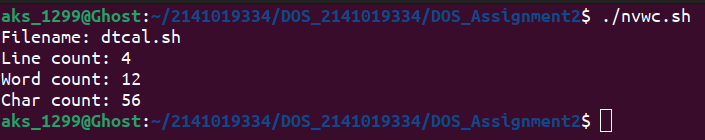 aks_1299@Ghost:~/2141019334/DOS_2141019334/DOS_Assignment2$ ./nvwc.sh
Filename: dtcal.sh
Line count: 4
Word count: 12
Char count: 56
aks_1299@Ghost:~/2141019334/DOS_2141019334/DOS_Assignment2$